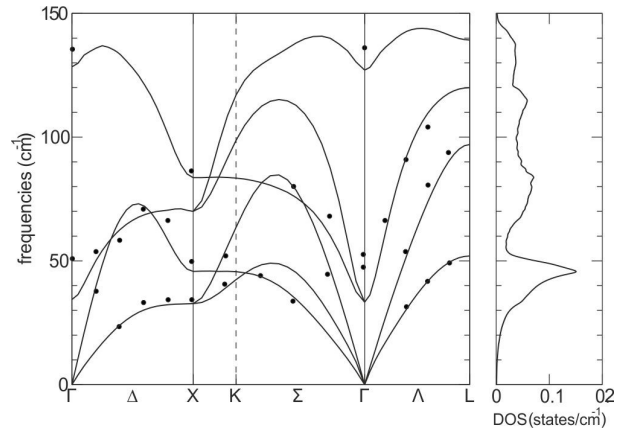 150
100
50
0
frequencies (cm-1)
Γ Δ X K Σ Γ Λ L
0 0.1 02
DOS (states/cm-1)